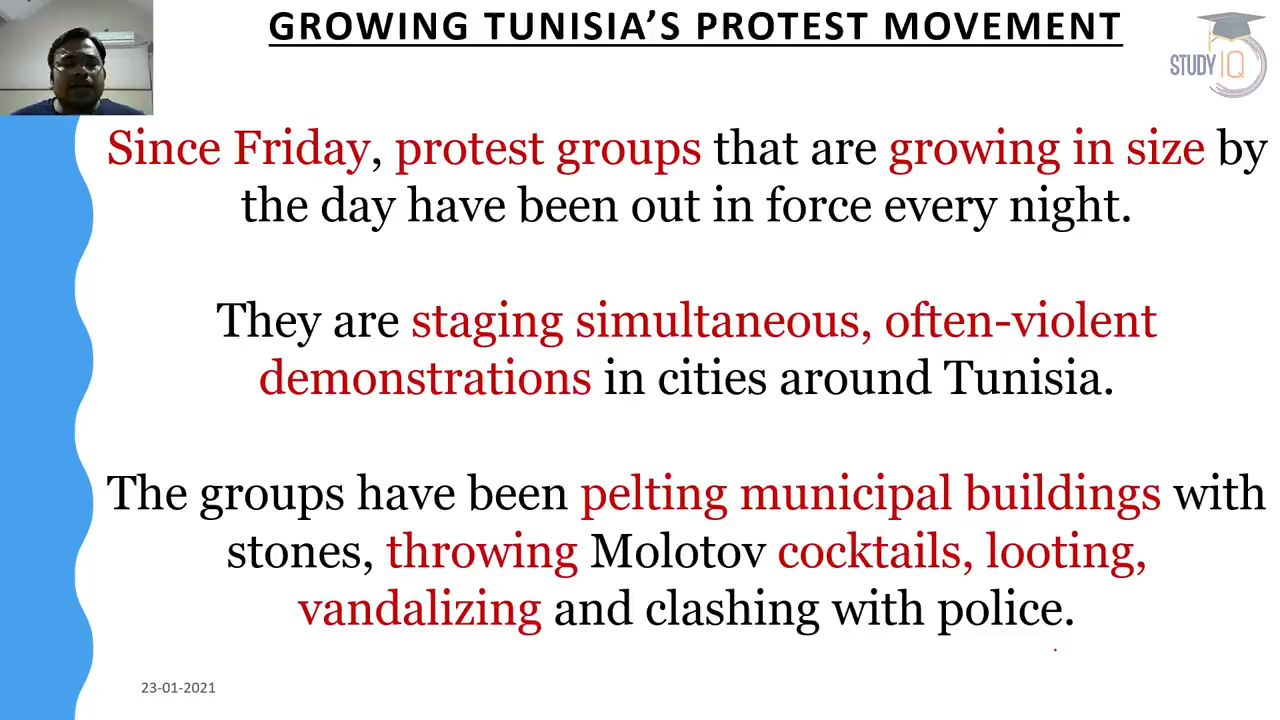 GROWING TUNISIA’S PROTEST MOVEMENT
STUDY IQ
Since Friday, protest groups that are growing in size by
the day have been out in force every night.
They are staging simultaneous, often-violent
demonstrations in cities around Tunisia.
The groups have been pelting municipal buildings with
stones, throwing Molotov cocktails, looting,
vandalizing and clashing with police.
23-01-2021